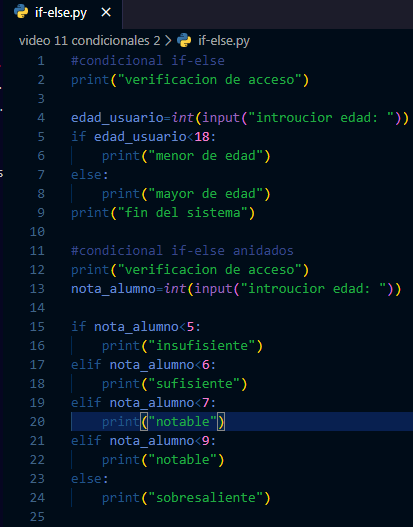 if-else.py
video 11 condicionales 2 > if-else.py
1 #condicional if-else
2 print("verificacion de acceso")
3
4 edad_usuario=int(input("introucior edad: "))
5 if edad_usuario<18:
6     print("menor de edad")
7 else:
8     print("mayor de edad")
9 print("fin del sistema")
10
11 #condicional if-else anidados
12 print("verificacion de acceso")
13 nota_alumno=int(input("introucior edad: "))
14
15 if nota_alumno<5:
16     print("insufisiente")
17 elif nota_alumno<6:
18     print("sufisiente")
19 elif nota_alumno<7:
20     print("notable")
21 elif nota_alumno<9:
22     print("notable")
23 else:
24     print("sobresaliente")
25